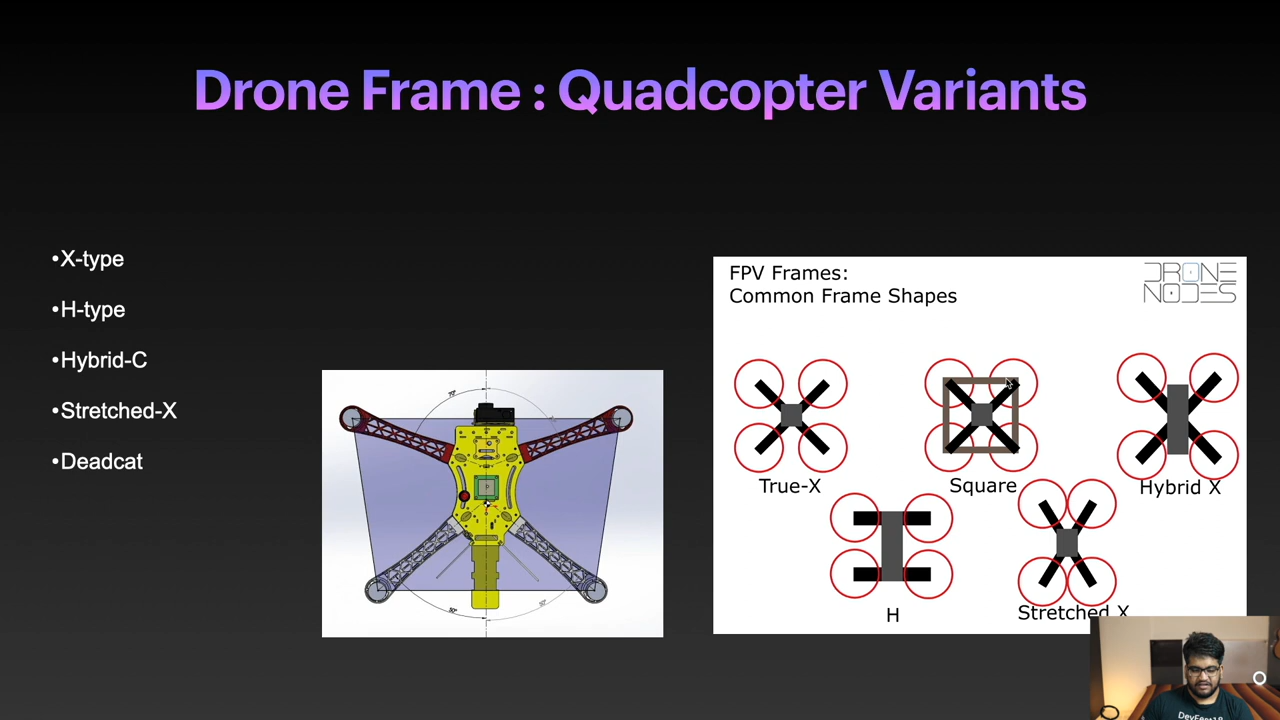 Drone Frame : Quadcopter Variants
•X-type
•H-type
•Hybrid-C
•Stretched-X
•Deadcat
FPV Frames:
Common Frame Shapes
DRONE
NODES
True-X
Square
Hybrid X
H
Stretched X
DevFest18